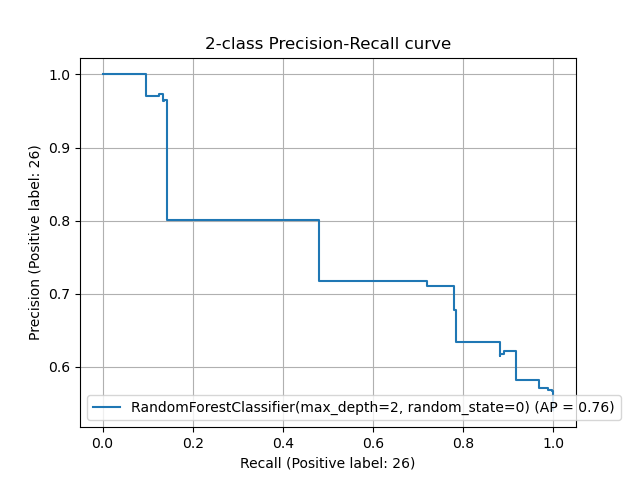 2-class Precision-Recall curve
Precision (Positive label: 26)
1.0
0.9
0.8
0.7
0.6
RandomForestClassifier(max_depth=2, random_state=0) (AP = 0.76)
0.0 0.2 0.4 0.6 0.8 1.0
Recall (Positive label: 26)